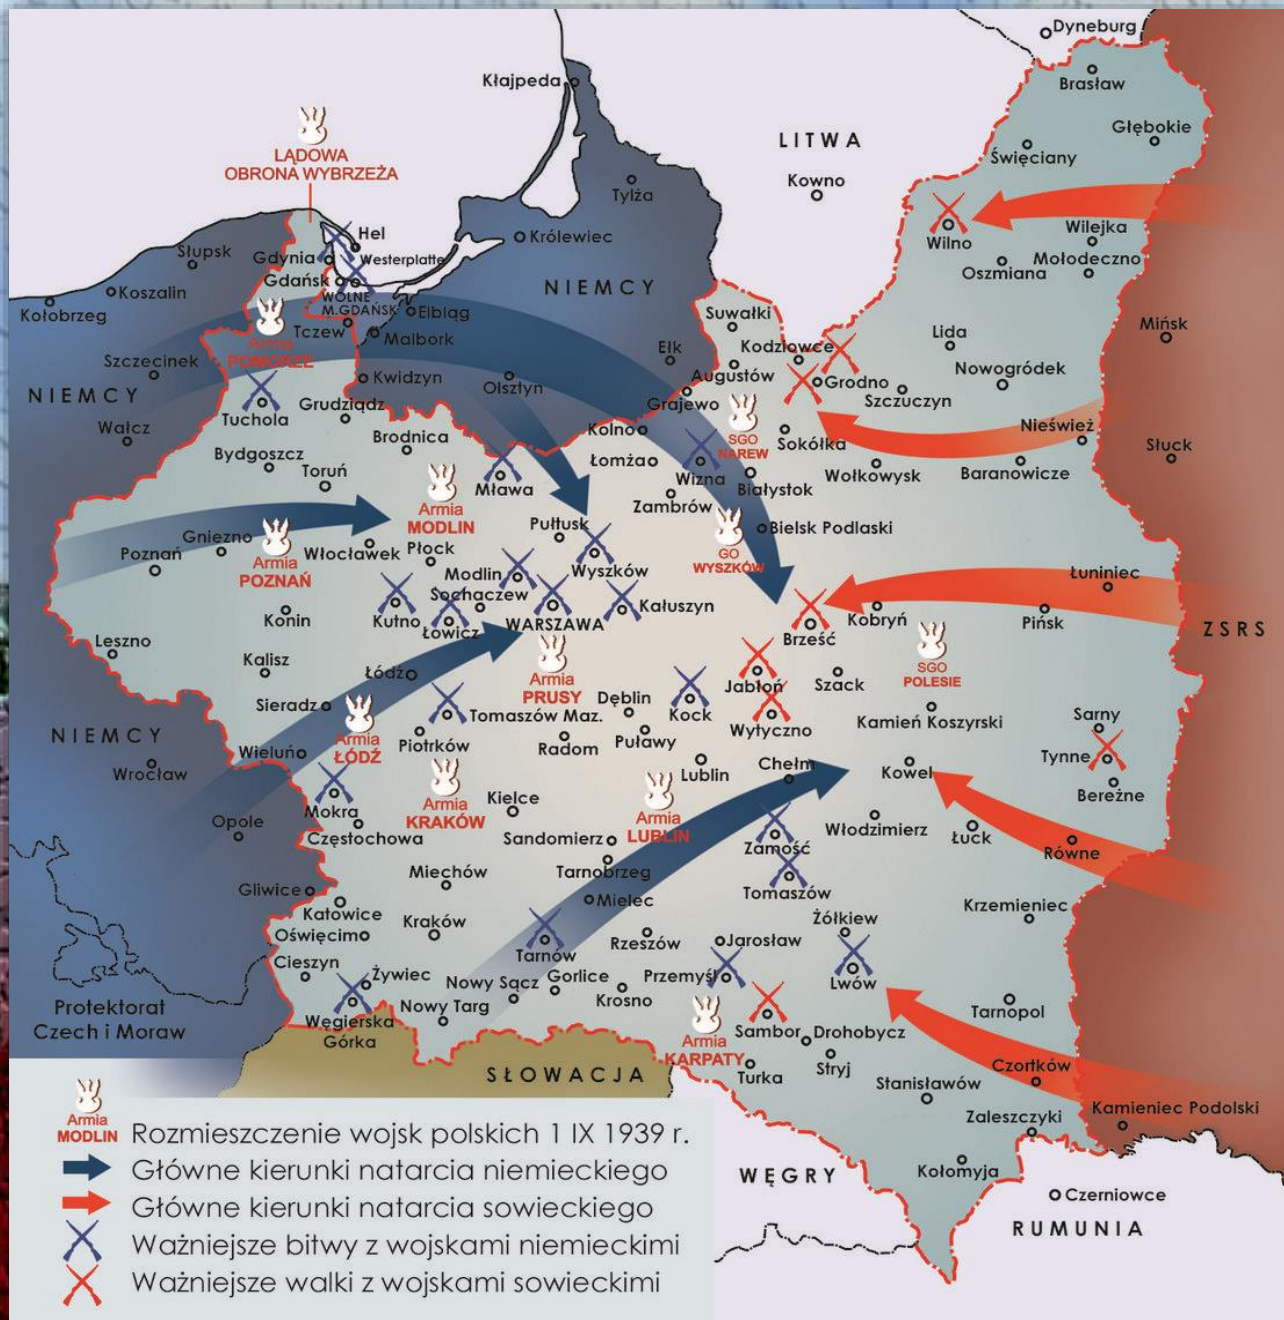 Dyneburg
Brasław
Kłajpeda
Głębokie
LITWA
Święciany
LĄDOWA
OBRONA WYBRZEŻA
Kowno
Tylża
Wilno
Wilejka
Hel
Królewiec
Słupsk
Gdynia
Westerplatte
Oszmiana
Mołodeczno
Gdańsk
Koszalin
WOLNE
M.GDAŃSK
NIEMCY
Kołobrzeg
Elbląg
Suwałki
Tczew
Malbork
Armia
POMORZE
Lida
Mińsk
Szczecinek
Ełk
Kodziowce
Augustów
Kwidzyn
Olsztyn
Grodno
Nowogródek
NIEMCY
Grajewo
Szczuczyn
Tuchola
Grudziądz
Wałcz
Brodnica
Kolno
SGO
NAREW
Sokółka
Nieśwież
Słuck
Bydgoszcz
Toruń
Łomża
Wizna
Białystok
Wołkowysk
Baranowicze
Mława
Zambrów
Armia
MODLIN
Pułtusk
Bielsk Podlaski
Gniezno
Poznań
Armia
POZNAŃ
Włocławek
Płock
GO
WYSZKÓW
Modlin
Wyszków
Łuniniec
Sochaczew
Konin
Kutno
Łowicz
WARSZAWA
Kałuszyn
Brześć
Kobryń
Pińsk
ZSRS
Leszno
Kalisz
Łódź
Armia
PRUSY
SGO
POLESIE
Jabłoń
Szack
Sieradz
Dęblin
Kock
Tomaszów Maz.
Wytyczno
Kamień Koszyrski
Sarny
NIEMCY
Armia
ŁÓDŹ
Piotrków
Radom
Puławy
Wieluń
Tynne
Wrocław
Lublin
Chełm
Kowel
Bereżne
Mokra
Armia
KRAKÓW
Kielce
Armia
LUBLIN
Opole
Częstochowa
Sandomierz
Zamość
Włodzimierz
Łuck
Równe
Miechów
Tarnobrzeg
Tomaszów
Gliwice
Mielec
Katowice
Krzemieniec
Kraków
Żółkiew
Oświęcim
Tarnów
Rzeszów
Jarosław
Cieszyn
Żywiec
Nowy Sącz
Gorlice
Przemyśl
Lwów
Krosno
Protektorat
Czech i Moraw
Węgierska
Górka
Nowy Targ
Tarnopol
Armia
KARPATY
Sambor
Drohobycz
SŁOWACJA
Turka
Stryj
Czortków
Stanisławów
Zaleszczyki
Kamieniec Podolski
WĘGRY
Kołomyja
Czerniowce
RUMUNIA
Armia
MODLIN
Rozmieszczenie wojsk polskich 1 IX 1939 r.
Główne kierunki natarcia niemieckiego
Główne kierunki natarcia sowieckiego
Ważniejsze bitwy z wojskami niemieckimi
Ważniejsze walki z wojskami sowieckimi